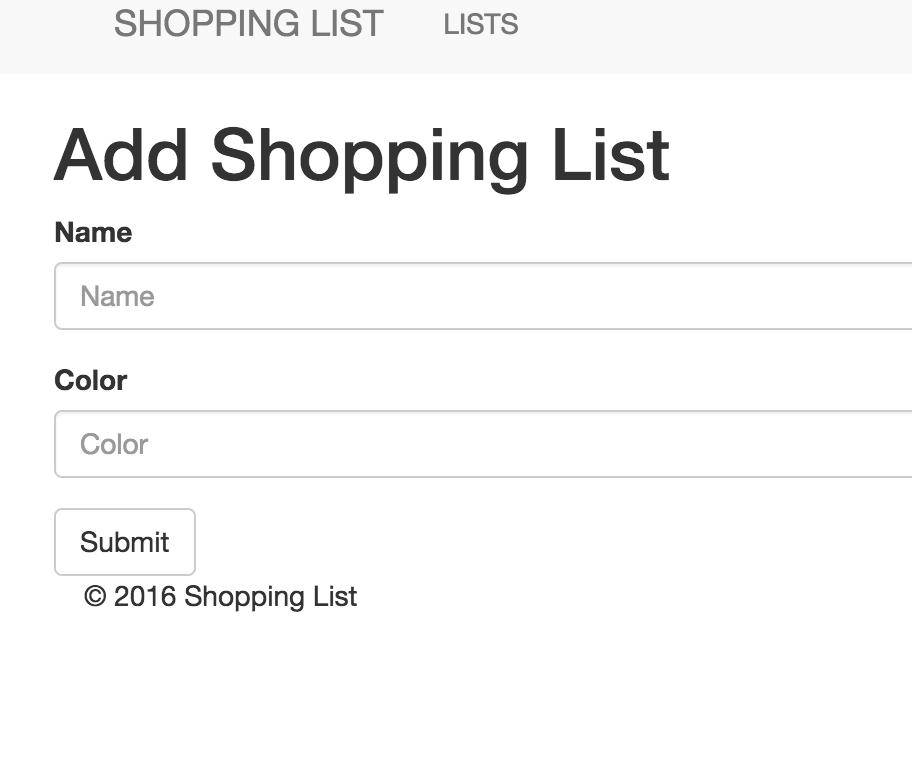 SHOPPING LIST LISTS
Add Shopping List
Name
Name
Color
Color
Submit
© 2016 Shopping List